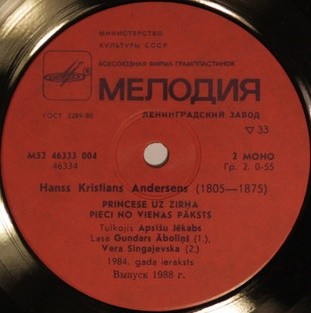 МИНИСТЕРСТВО
КУЛЬТУРЫ СССР
ВСЕСОЮЗНАЯ ФИРМА ГРАМПЛАСТИНОК
МЕЛОДИЯ
ГОСТ 5289-80
ЛЕНИНГРАДСКИЙ ЗАВОД
▽ 33
М52 46333 004
46334
2 МОНО
Гр. 2. 0-55
Hanss Kristians Andersens (1805—1875)
PRINCESE UZ ZIRŅA
PIECI NO VIENAS PĀKSTS
Tulkojis Apsīšu Jēkabs
Lasa Gundars Āboliņš (1.),
Vera Singajevska (2.)
1984. gada ieraksts
Выпуск 1988 г.